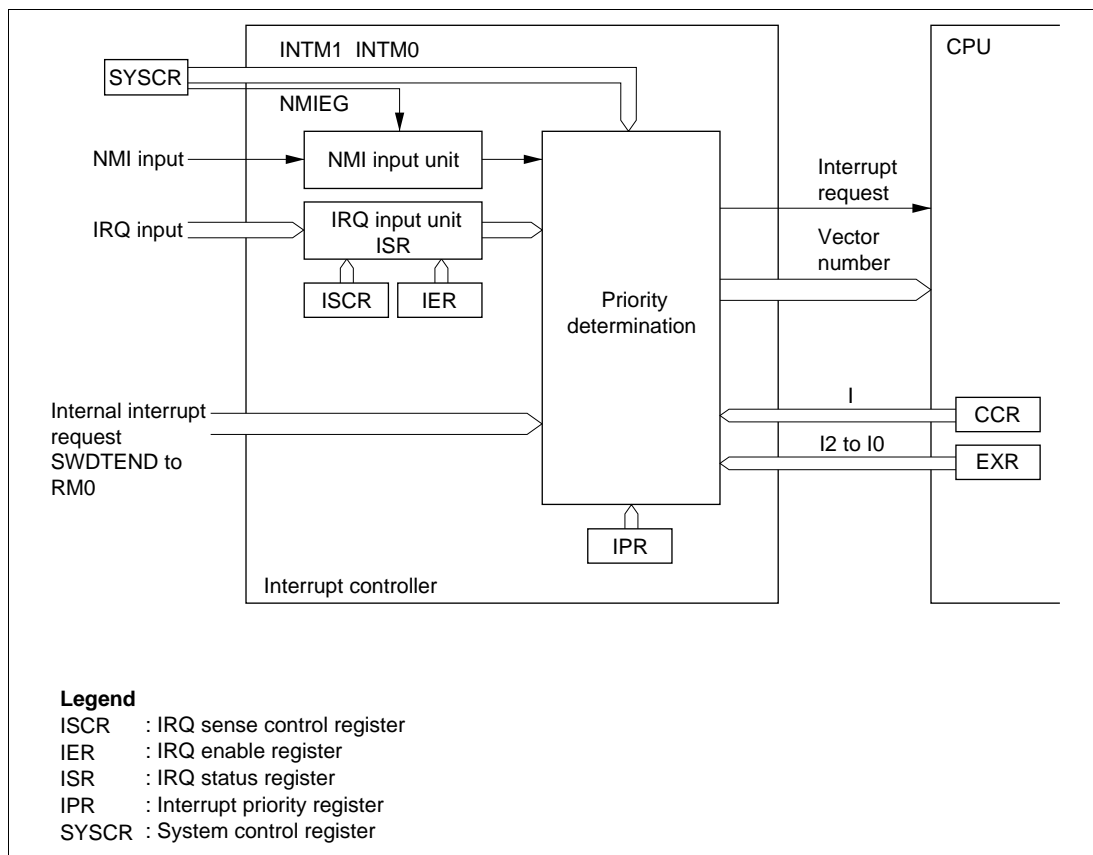 INTM1 INTM0
CPU
SYSCR
NMIEG
NMI input
NMI input unit
Interrupt
request
IRQ input
IRQ input unit
ISR
Vector
number
ISCR
IER
Priority
determination
Internal interrupt
request
SWDTEND to
RM0
I
CCR
I2 to I0
EXR
IPR
Interrupt controller
Legend
ISCR : IRQ sense control register
IER : IRQ enable register
ISR : IRQ status register
IPR : Interrupt priority register
SYSCR : System control register